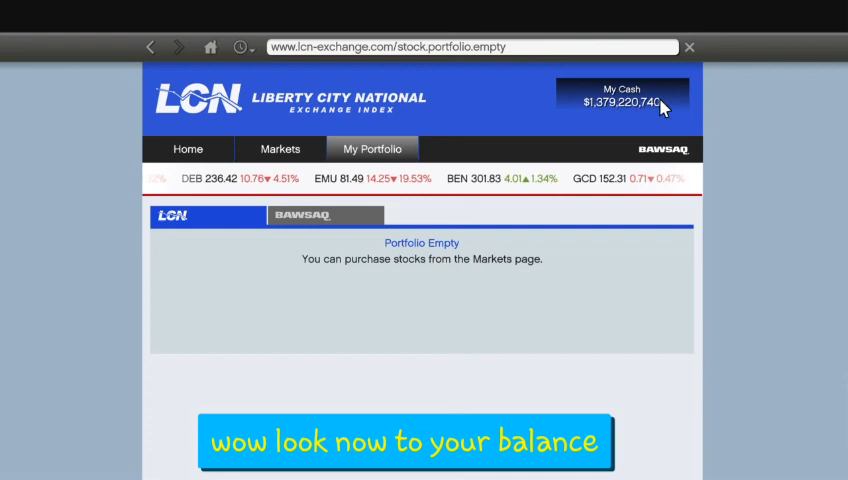 www.lcn-exchange.com/stock.portfolio.empty
LCN LIBERTY CITY NATIONAL
EXCHANGE INDEX
My Cash
$1,379,220,740
Home Markets My Portfolio BAWSAQ
DEB 236.42 10.76▼4.51% EMU 81.49 14.25▼19.53% BEN 301.83 4.01▲1.34% GCD 152.31 0.71▼0.47%
LCN BAWSAQ
Portfolio Empty
You can purchase stocks from the Markets page.
wow look now to your balance